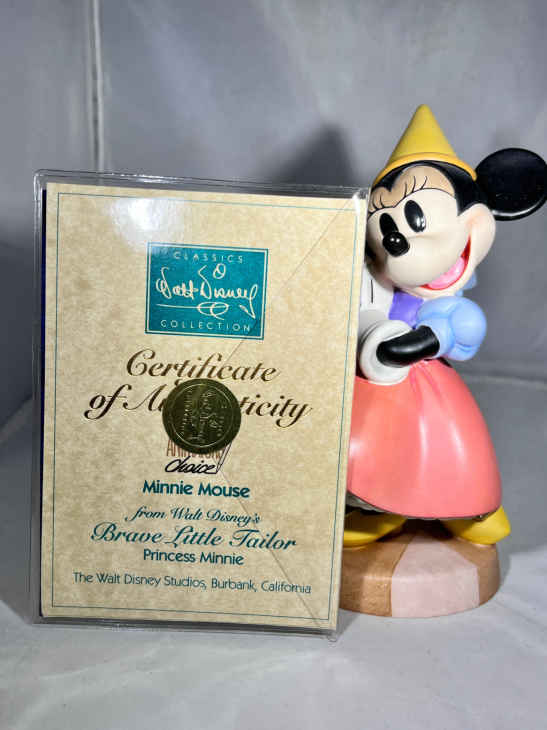 CLASSICS
Walt Disney
COLLECTION
Certificate
of Authenticity
Choice
Minnie Mouse
from Walt Disney's
Brave Little Tailor
Princess Minnie
The Walt Disney Studios, Burbank, California